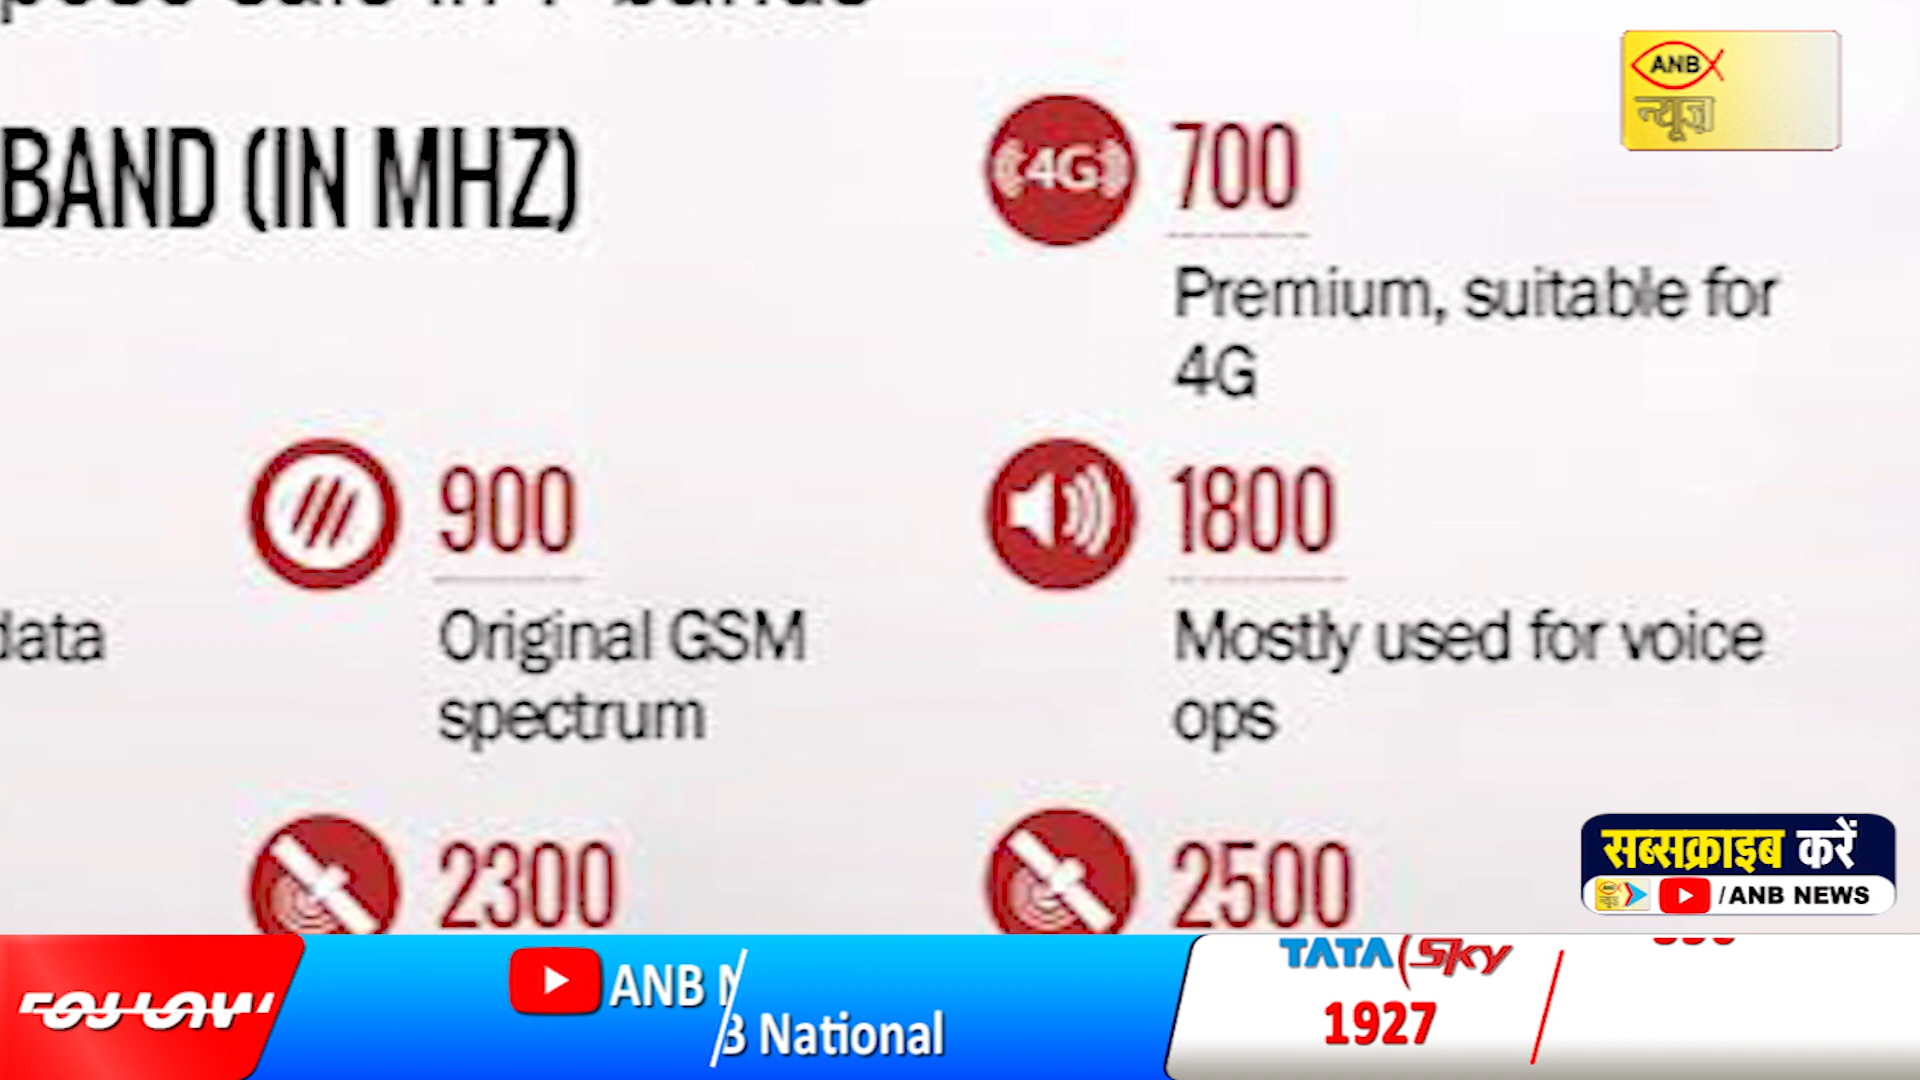 ANB
न्यूज़
BAND (IN MHZ)
4G
700
Premium, suitable for
4G
900
Original GSM
spectrum
1800
Mostly used for voice
ops
data
2300
2500
सब्सक्राइब करें
/ANB NEWS
FOLLOW
ANB
National
TATA Sky
1927